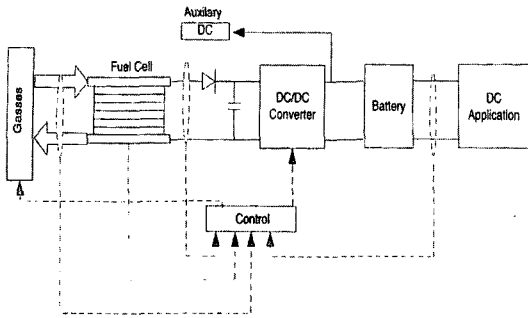 Auxilary
DC
Fuel Cell
Gasses
DC/DC
Converter
Battery
DC
Application
Control